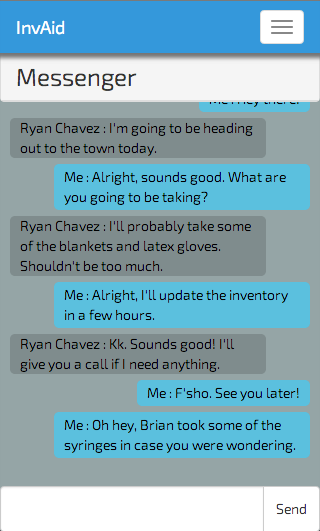 InvAid
Messenger
Me : Hey there!
Ryan Chavez : I'm going to be heading
out to the town today.
Me : Alright, sounds good. What are
you going to be taking?
Ryan Chavez : I'll probably take some
of the blankets and latex gloves.
Shouldn't be too much.
Me : Alright, I'll update the inventory
in a few hours.
Ryan Chavez : Kk. Sounds good! I'll
give you a call if I need anything.
Me : F'sho. See you later!
Me : Oh hey, Brian took some of the
syringes in case you were wondering.
Send